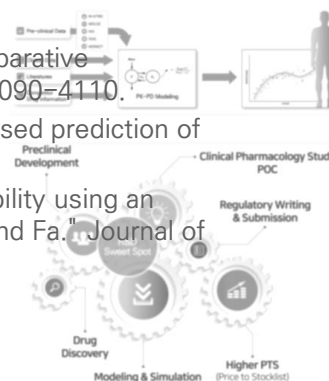 Pre-clinical Data
parative
Literatures
090–4110.
PK-PD Modeling
sed prediction of
Preclinical
Development
Clinical Pharmacology Stud
POC
bility using an
Regulatory Writing
& Submission
nd Fa." Journal of
Sweet Spot
Drug
Discovery
Modeling & Simulation
Higher PTS
(Price to Stocklist)